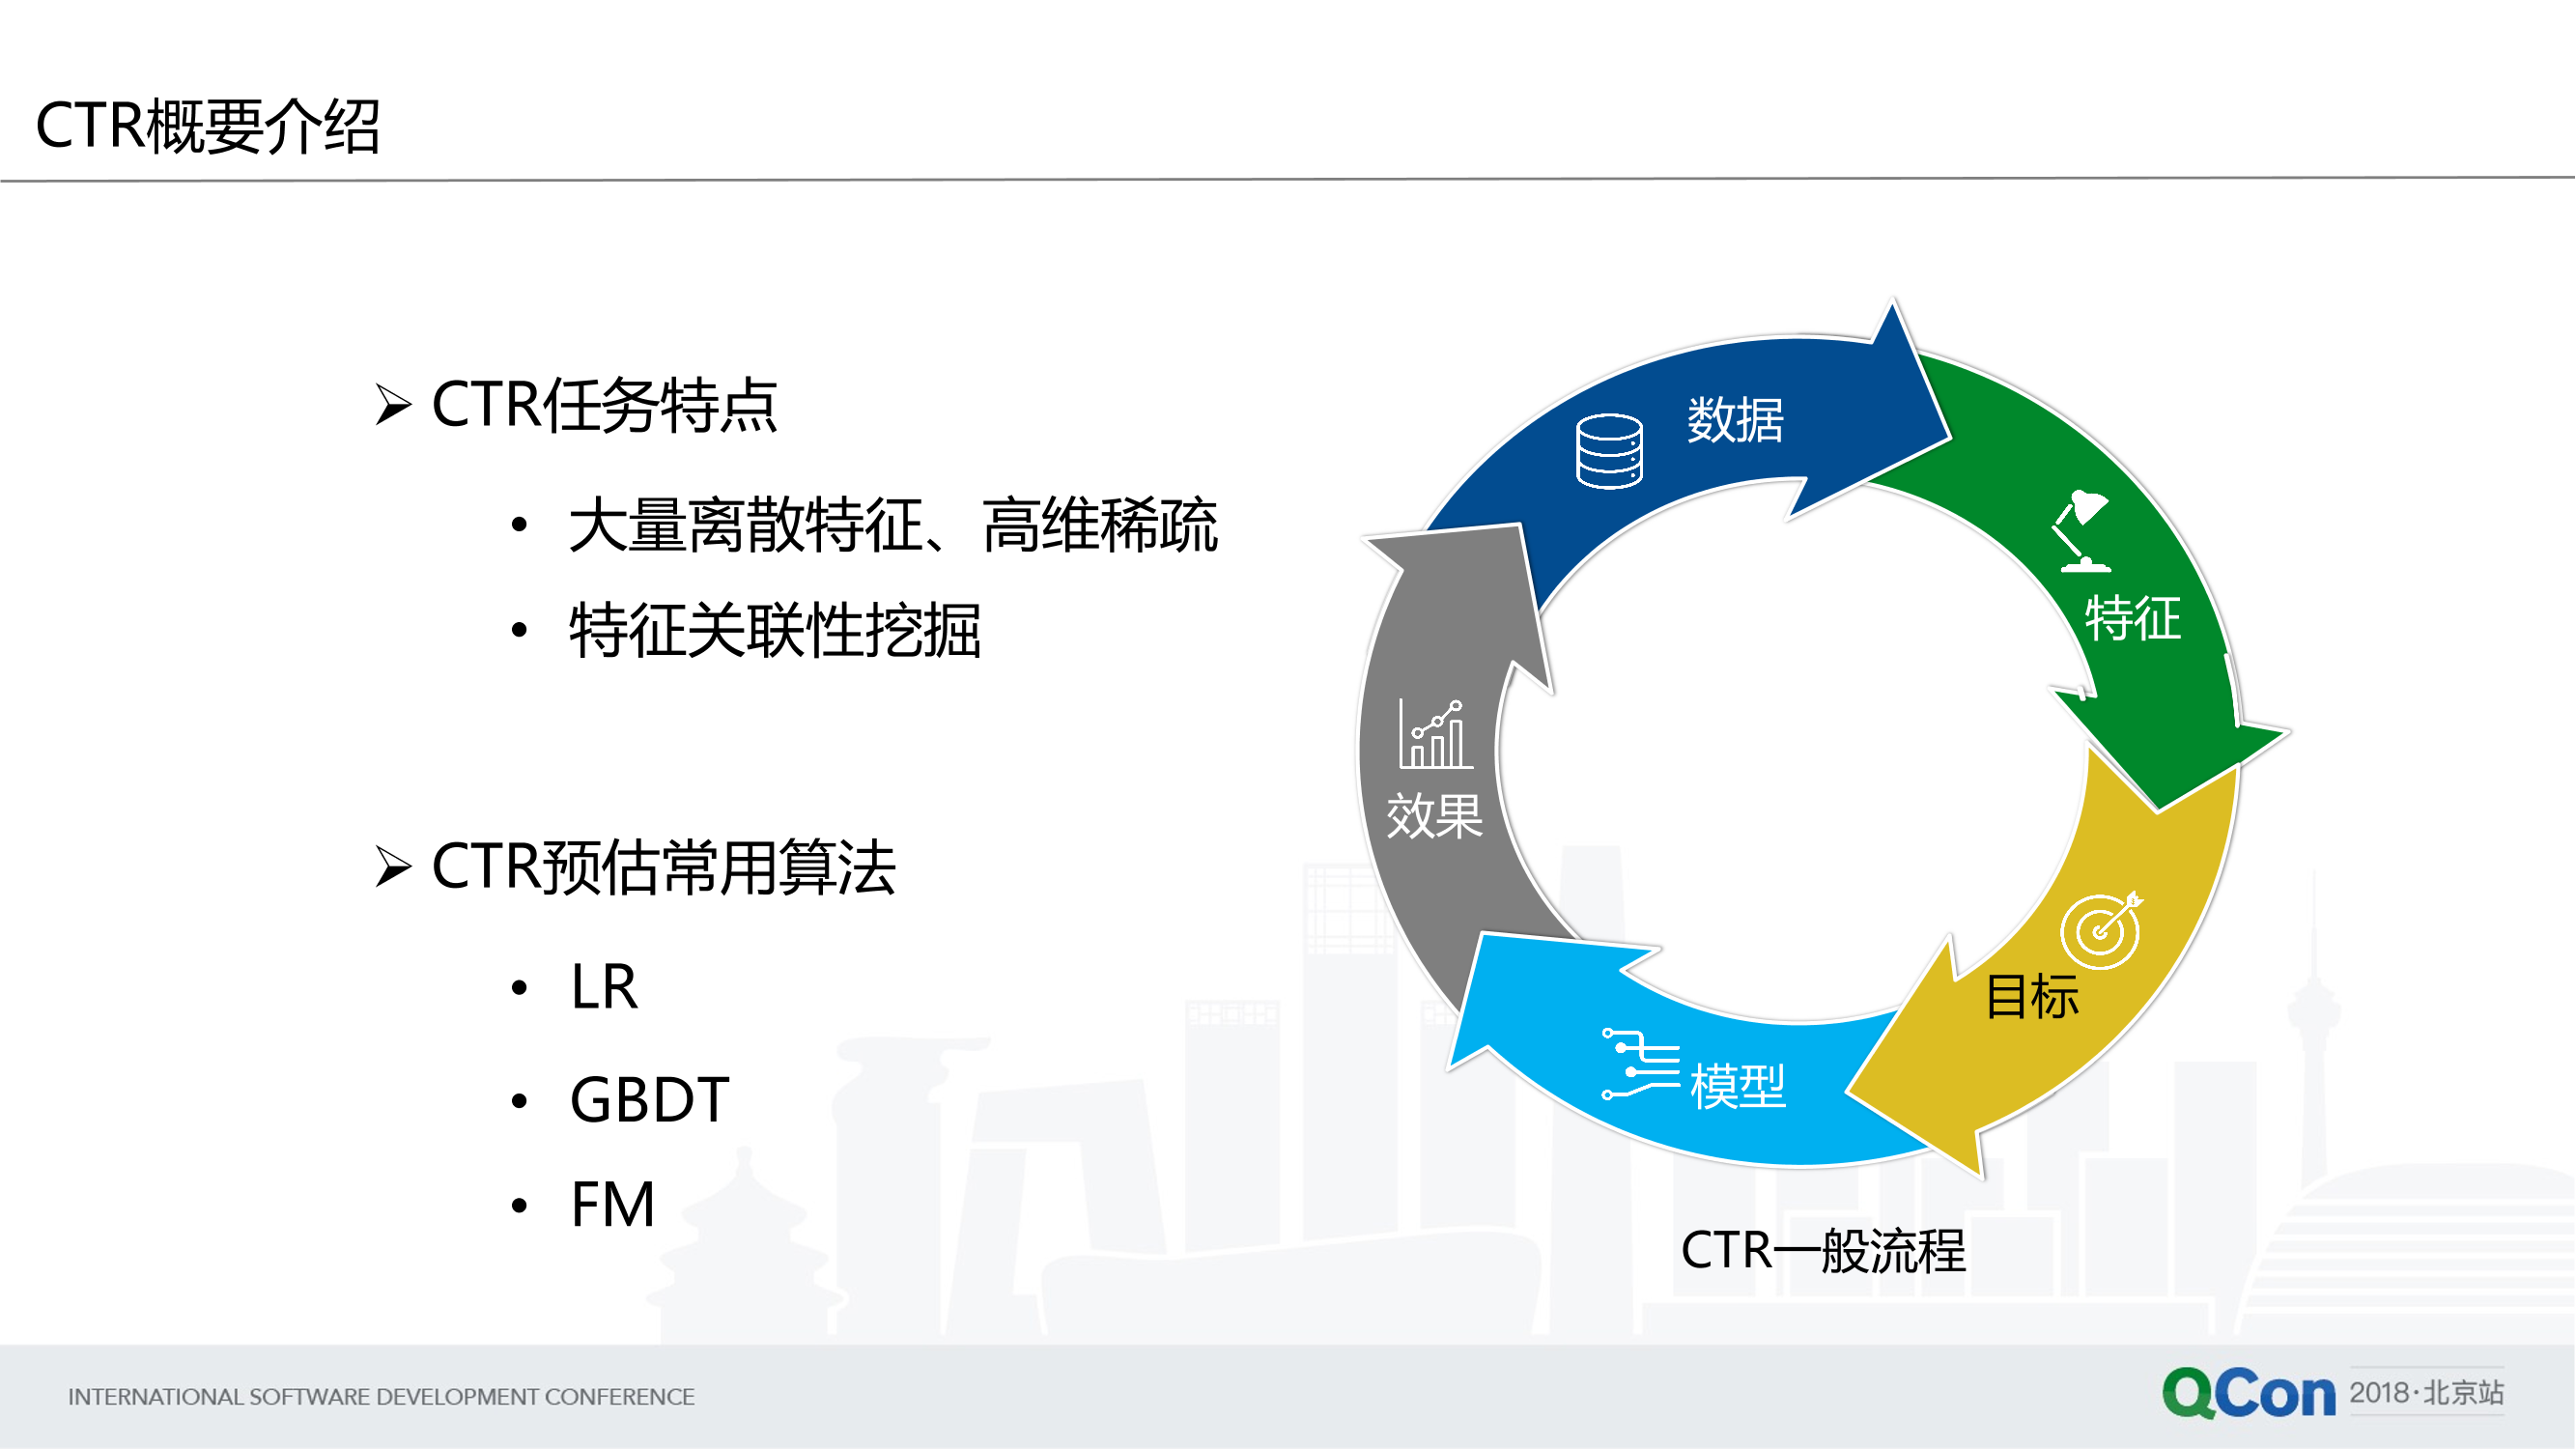 CTR概要介绍
CTR任务特点
大量离散特征、高维稀疏
特征关联性挖掘
CTR预估常用算法
LR
GBDT
FM
数据
特征
目标
模型
效果
CTR一般流程
INTERNATIONAL SOFTWARE DEVELOPMENT CONFERENCE
QCon 2018·北京站